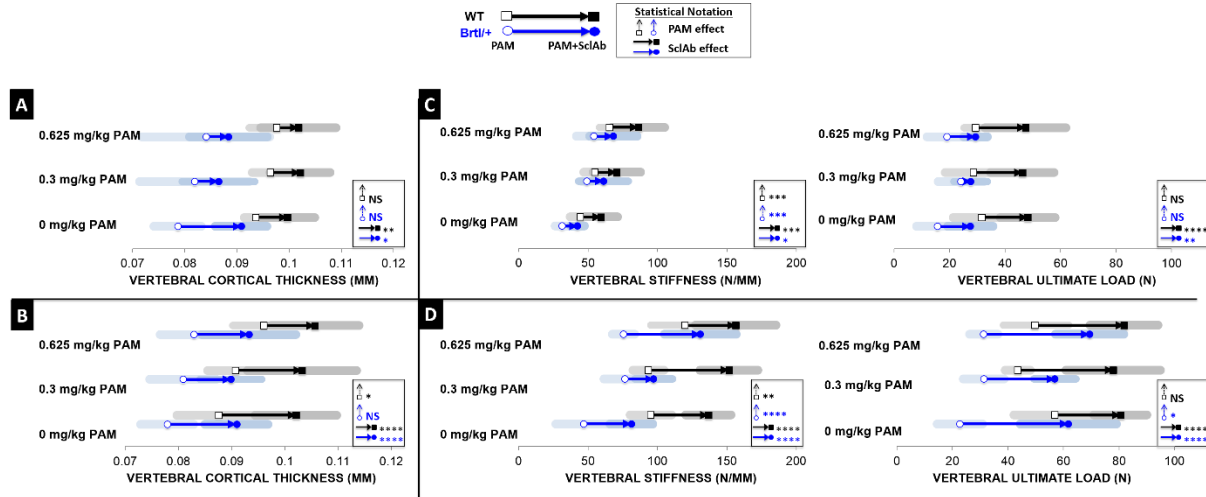 WT
Brtl/+
PAM
PAM+SclAb
Statistical Notation
PAM effect
SclAb effect
A
0.625 mg/kg PAM
0.3 mg/kg PAM
0 mg/kg PAM
NS
NS
**
*
0.07 0.08 0.09 0.1 0.11 0.12
VERTEBRAL CORTICAL THICKNESS (MM)
C
0.625 mg/kg PAM
0.3 mg/kg PAM
0 mg/kg PAM
***
***
***
*
0 50 100 150 200
VERTEBRAL STIFFNESS (N/MM)
0.625 mg/kg PAM
0.3 mg/kg PAM
0 mg/kg PAM
NS
NS
****
**
0 20 40 60 80 100
VERTEBRAL ULTIMATE LOAD (N)
B
0.625 mg/kg PAM
0.3 mg/kg PAM
0 mg/kg PAM
*
NS
****
****
0.07 0.08 0.09 0.1 0.11 0.12
VERTEBRAL CORTICAL THICKNESS (MM)
D
0.625 mg/kg PAM
0.3 mg/kg PAM
0 mg/kg PAM
**
****
****
****
0 50 100 150 200
VERTEBRAL STIFFNESS (N/MM)
0.625 mg/kg PAM
0.3 mg/kg PAM
0 mg/kg PAM
NS
*
****
****
0 20 40 60 80 100
VERTEBRAL ULTIMATE LOAD (N)